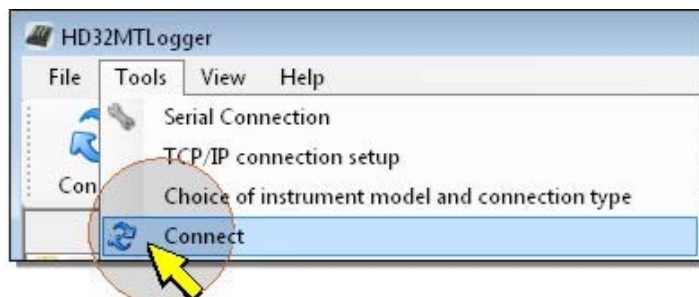 HD32MTLogger
File Tools View Help
Serial Connection
TCP/IP connection setup
Con
Choice of instrument model and connection type
Connect